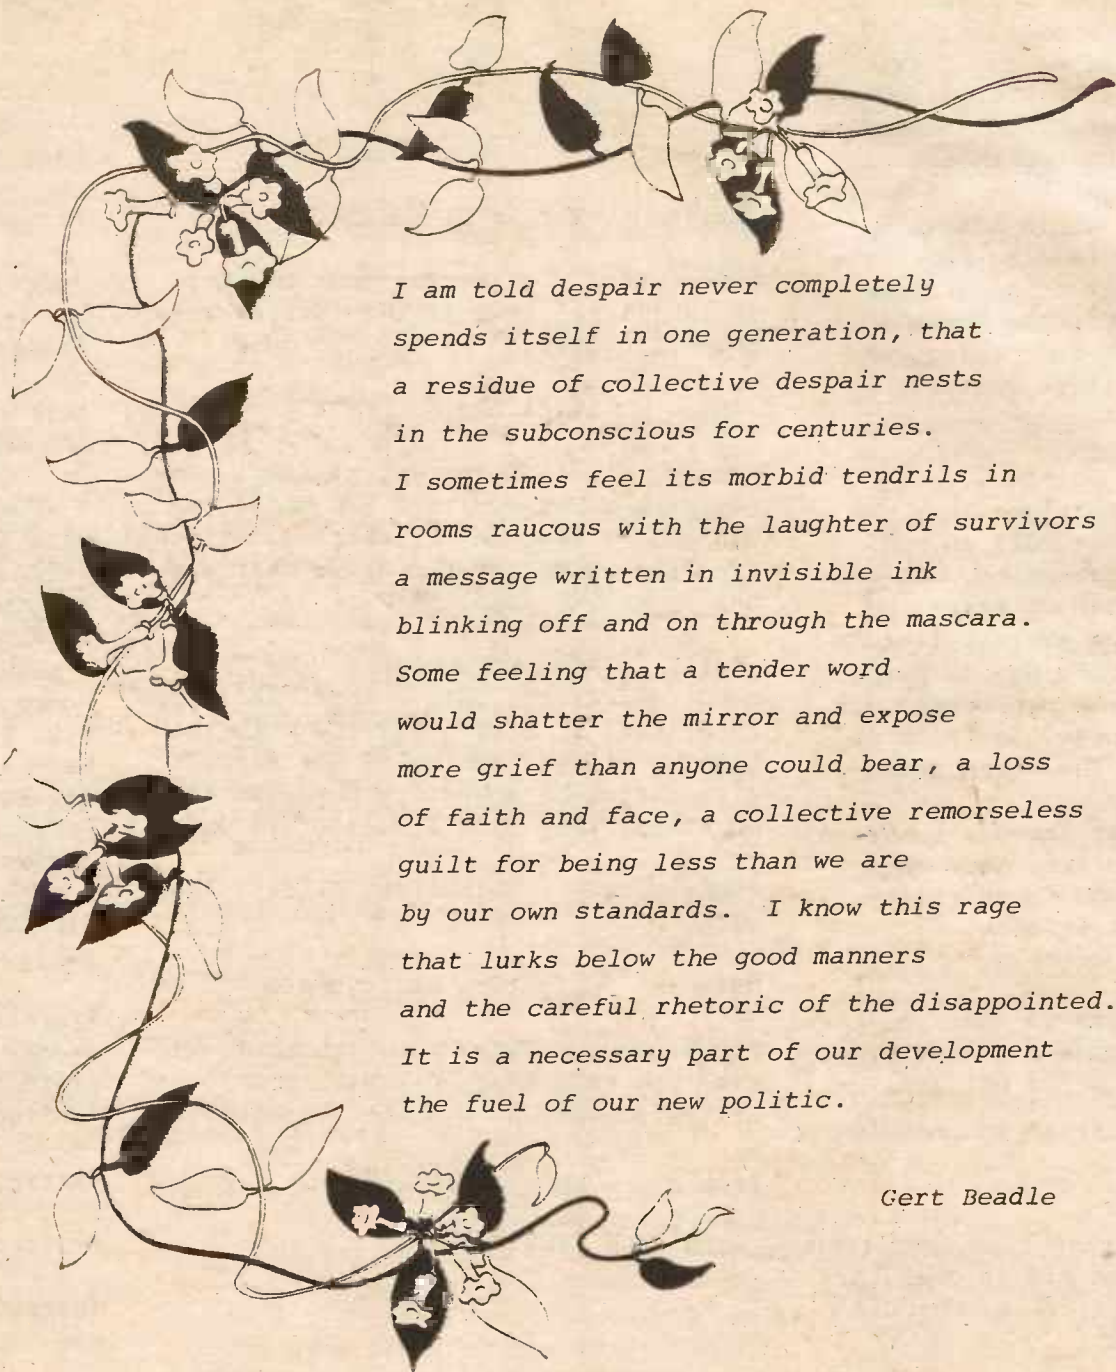 I am told despair never completely
spends itself in one generation, that
a residue of collective despair nests
in the subconscious for centuries.
I sometimes feel its morbid tendrils in
rooms raucous with the laughter of survivors
a message written in invisible ink
blinking off and on through the mascara.
Some feeling that a tender word
would shatter the mirror and expose
more grief than anyone could bear, a loss
of faith and face, a collective remorseless
guilt for being less than we are
by our own standards.  I know this rage
that lurks below the good manners
and the careful rhetoric of the disappointed.
It is a necessary part of our development
the fuel of our new politic.
Gert Beadle